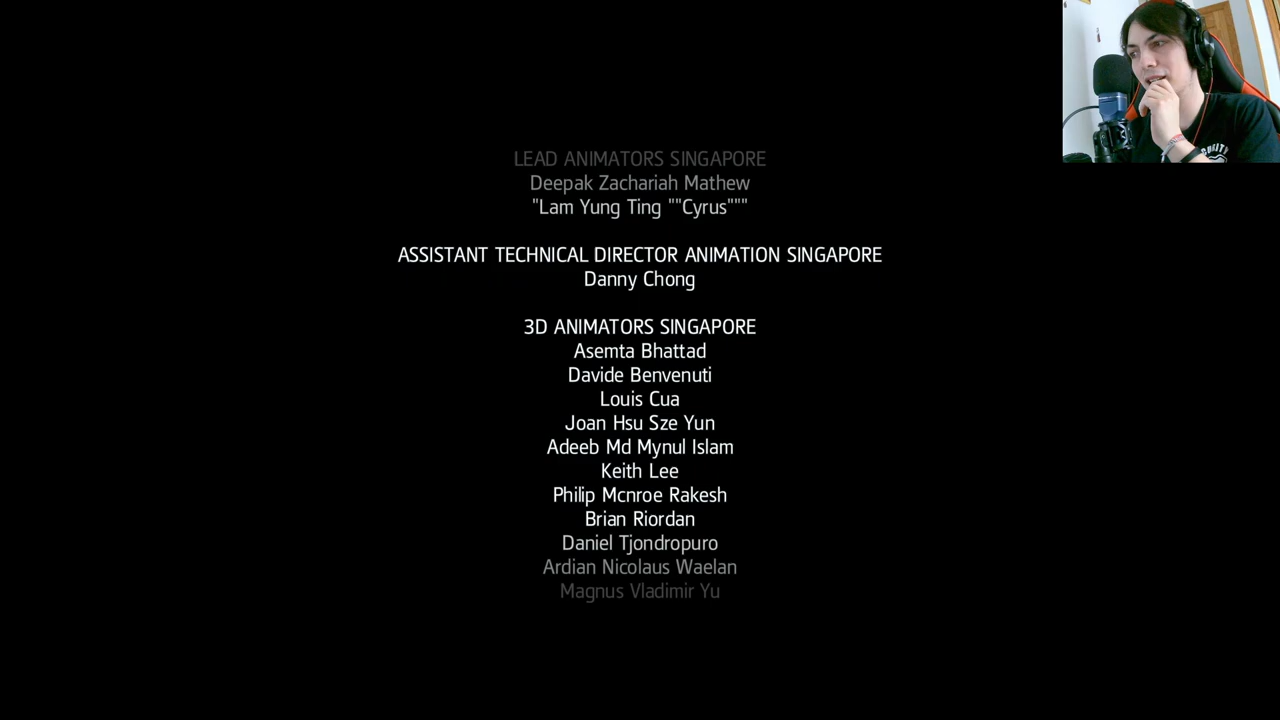 LEAD ANIMATORS SINGAPORE
Deepak Zachariah Mathew
"Lam Yung Ting ""Cyrus"""
ASSISTANT TECHNICAL DIRECTOR ANIMATION SINGAPORE
Danny Chong
3D ANIMATORS SINGAPORE
Asemta Bhattad
Davide Benvenuti
Louis Cua
Joan Hsu Sze Yun
Adeeb Md Mynul Islam
Keith Lee
Philip Mcnroe Rakesh
Brian Riordan
Daniel Tjondropuro
Ardian Nicolaus Waelan
Magnus Vladimir Yu